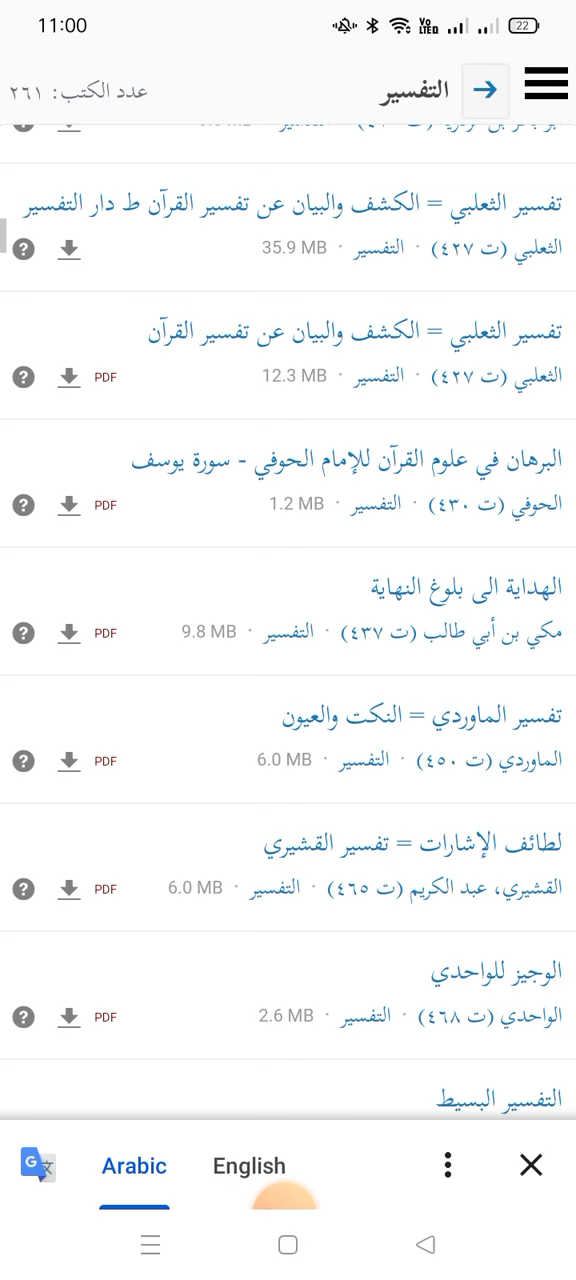 11:00
VO LTED
22
التفسير
عدد الكتب: ٢٦١
تفسير الثعلبي = الكشف والبيان عن تفسير القرآن ط دار التفسير
الثعلبي (ت ٤٢٧) · التفسير · 35.9 MB
تفسير الثعلبي = الكشف والبيان عن تفسير القرآن
الثعلبي (ت ٤٢٧) · التفسير · 12.3 MB
PDF
البرهان في علوم القرآن للإمام الحوفي - سورة يوسف
الحوفي (ت ٤٣٠) · التفسير · 1.2 MB
PDF
الهداية الى بلوغ النهاية
مكي بن أبي طالب (ت ٤٣٧) · التفسير · 9.8 MB
PDF
تفسير الماوردي = النكت والعيون
الماوردي (ت ٤٥٠) · التفسير · 6.0 MB
PDF
لطائف الإشارات = تفسير القشيري
القشيري، عبد الكريم (ت ٤٦٥) · التفسير · 6.0 MB
PDF
الوجيز للواحدي
الواحدي (ت ٤٦٨) · التفسير · 2.6 MB
PDF
التفسير البسيط
Arabic
English